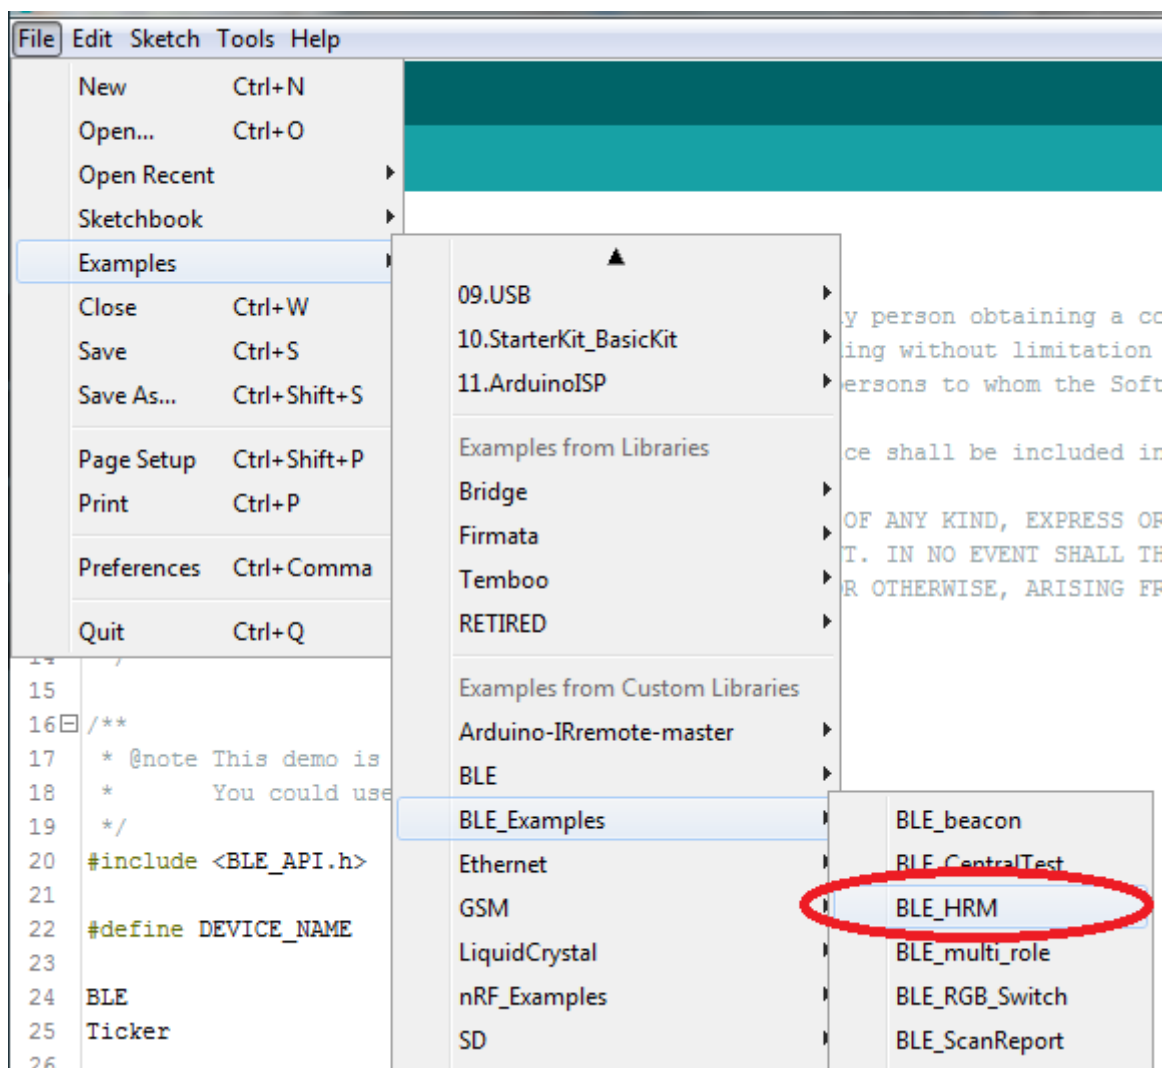 File Edit Sketch Tools Help
New Ctrl+N
Open... Ctrl+O
Open Recent
Sketchbook
Examples
Close Ctrl+W
Save Ctrl+S
Save As... Ctrl+Shift+S
Page Setup Ctrl+Shift+P
Print Ctrl+P
Preferences Ctrl+Comma
Quit Ctrl+Q
09.USB
10.StarterKit_BasicKit
11.ArduinoISP
Examples from Libraries
Bridge
Firmata
Temboo
RETIRED
Examples from Custom Libraries
Arduino-IRremote-master
BLE
BLE_Examples
Ethernet
GSM
LiquidCrystal
nRF_Examples
SD
BLE_beacon
BLE_CentralTest
BLE_HRM
BLE_multi_role
BLE_RGB_Switch
BLE_ScanReport
y person obtaining a co
ing without limitation
ersons to whom the Soft
ce shall be included in
OF ANY KIND, EXPRESS OR
T. IN NO EVENT SHALL TH
R OTHERWISE, ARISING FR
14 */
15
16 /**
17 * @note This demo is
18 * You could use
19 */
20 #include <BLE_API.h>
21
22 #define DEVICE_NAME
23
24 BLE
25 Ticker
26